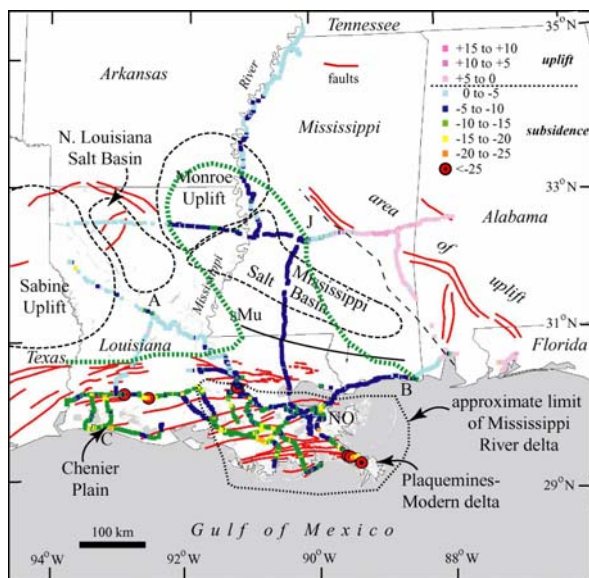 Tennessee
35°N
Arkansas
River
faults
+15 to +10
+10 to +5
+5 to 0
uplift
0 to -5
-5 to -10
-10 to -15
-15 to -20
-20 to -25
<-25
subsidence
Mississippi
N. Louisiana
Salt Basin
Monroe
Uplift
33°N
area
of
uplift
Alabama
J
Sabine
Uplift
A
Mississippi
Salt
Basin
Mississippi
Mu
31°N
Texas
Louisiana
Florida
B
NO
C
Chenier
Plain
approximate limit
of Mississippi
River delta
Plaquemines-
Modern delta
29°N
100 km
Gulf of Mexico
94°W
92°W
90°W
88°W